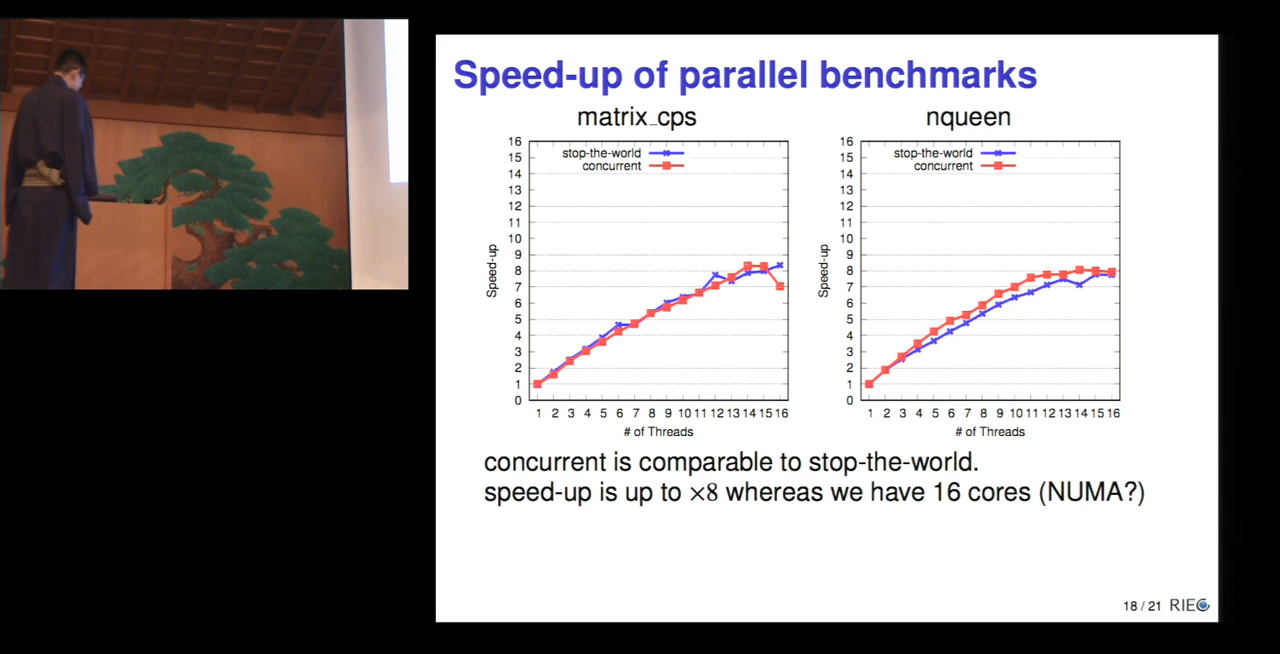 Speed-up of parallel benchmarks
matrix_cps
stop-the-world
concurrent
16
15
14
13
12
11
10
9
8
7
6
5
4
3
2
1
0
Speed-up
1 2 3 4 5 6 7 8 9 10 11 12 13 14 15 16
# of Threads
nqueen
stop-the-world
concurrent
16
15
14
13
12
11
10
9
8
7
6
5
4
3
2
1
0
Speed-up
1 2 3 4 5 6 7 8 9 10 11 12 13 14 15 16
# of Threads
concurrent is comparable to stop-the-world.
speed-up is up to ×8 whereas we have 16 cores (NUMA?)
18 / 21 RIEC